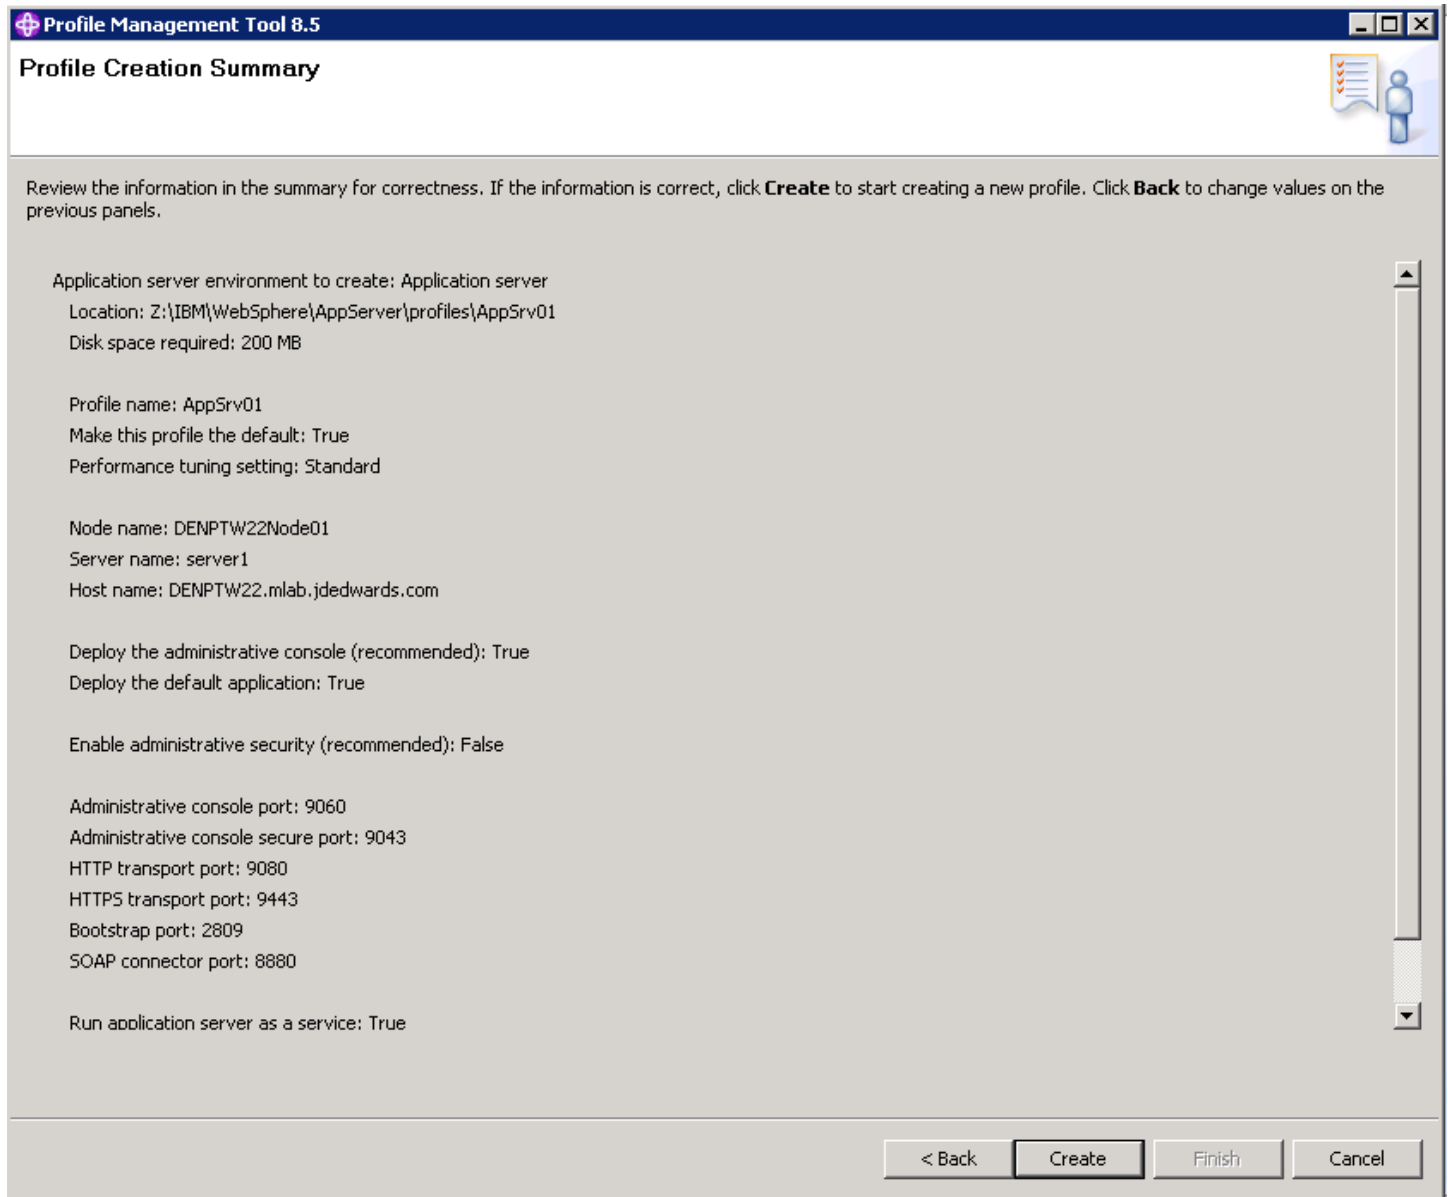 Profile Management Tool 8.5
Profile Creation Summary
Review the information in the summary for correctness. If the information is correct, click Create to start creating a new profile. Click Back to change values on the
previous panels.
Application server environment to create: Application server
Location: Z:\IBM\WebSphere\AppServer\profiles\AppSrv01
Disk space required: 200 MB
Profile name: AppSrv01
Make this profile the default: True
Performance tuning setting: Standard
Node name: DENPTW22Node01
Server name: server1
Host name: DENPTW22.mlab.jdedwards.com
Deploy the administrative console (recommended): True
Deploy the default application: True
Enable administrative security (recommended): False
Administrative console port: 9060
Administrative console secure port: 9043
HTTP transport port: 9080
HTTPS transport port: 9443
Bootstrap port: 2809
SOAP connector port: 8880
Run application server as a service: True
< Back Create Finish Cancel